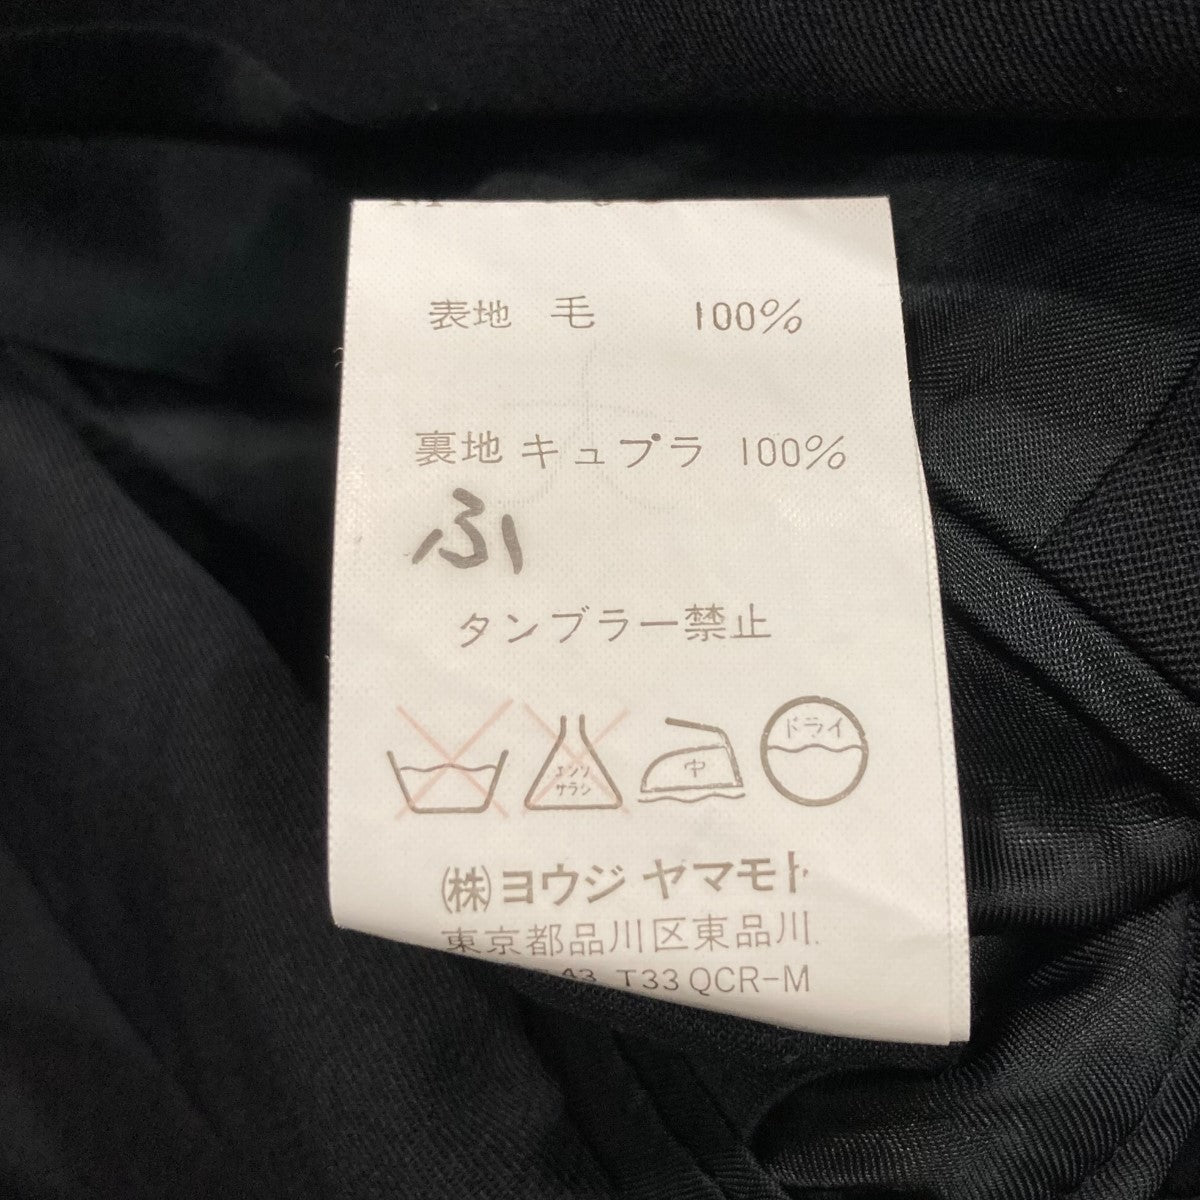 表地 毛 100%
裏地 キュプラ 100%
ふ
タンブラー禁止
エンソ サラシ 中 ドライ
(株)ヨウジ ヤマモト
東京都品川区東品川
43 T33QCR-M